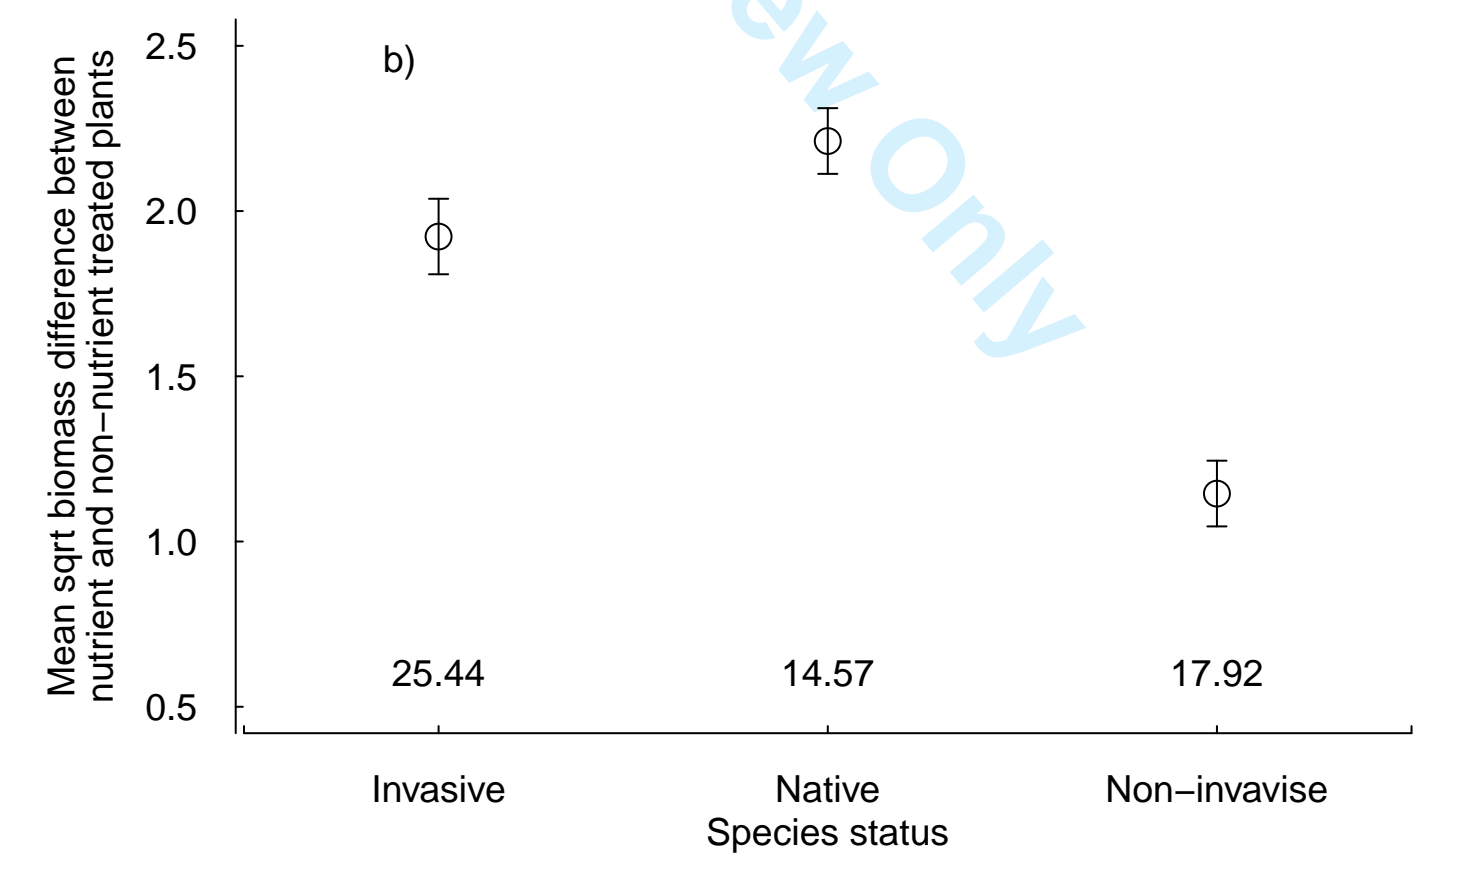 ew Only
b)
Mean sqrt biomass difference between
nutrient and non−nutrient treated plants
2.5
2.0
1.5
1.0
0.5
25.44 14.57 17.92
Invasive Native Non−invavise
Species status